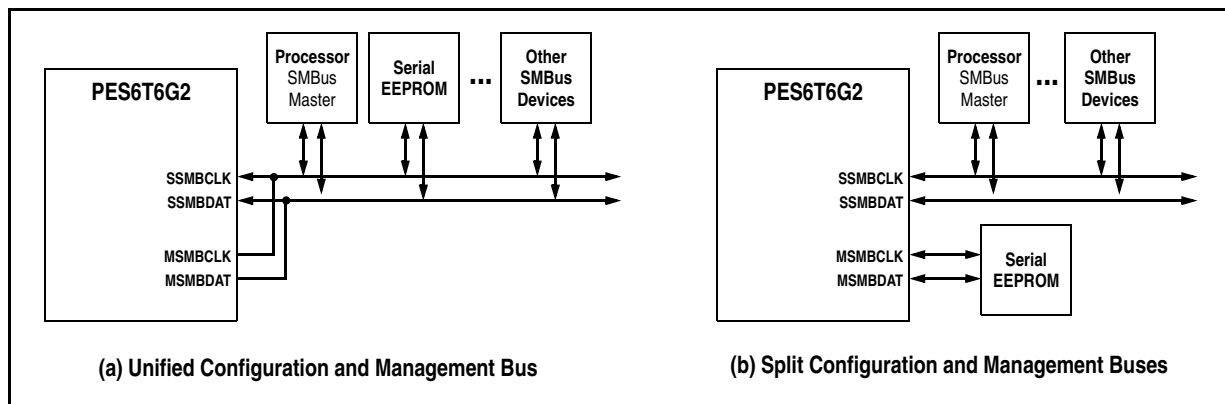 PES6T6G2
Processor
SMBus
Master
Serial
EEPROM
...
Other
SMBus
Devices
SSMBCLK
SSMBDAT
MSMBCLK
MSMBDAT
(a) Unified Configuration and Management Bus
PES6T6G2
Processor
SMBus
Master
...
Other
SMBus
Devices
SSMBCLK
SSMBDAT
MSMBCLK
MSMBDAT
Serial
EEPROM
(b) Split Configuration and Management Buses